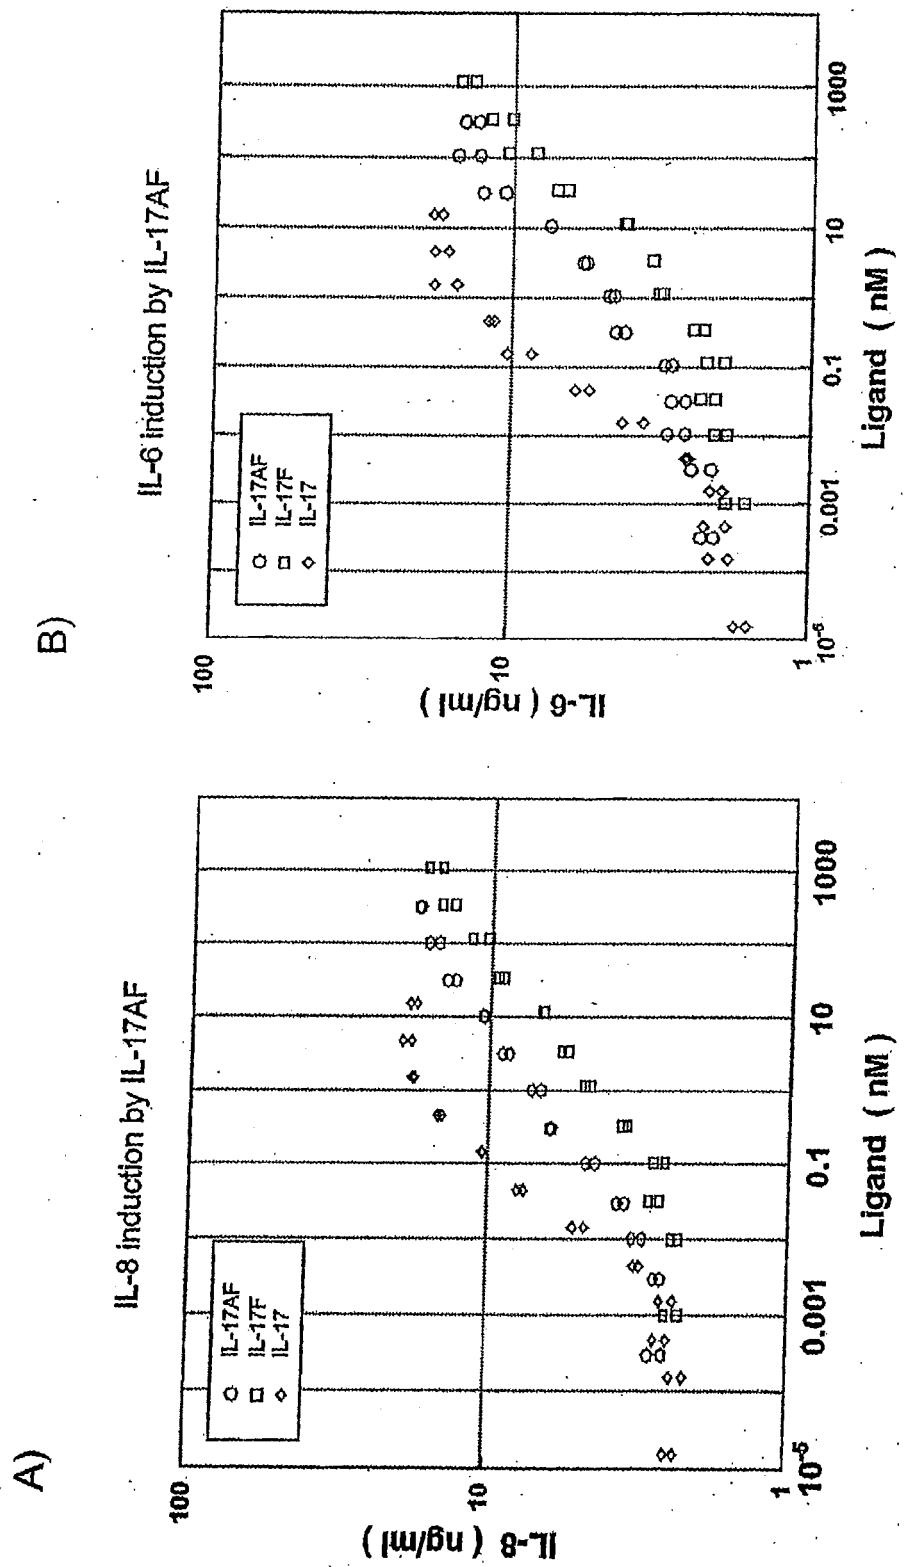 A)
IL-8 induction by IL-17AF
IL-17AF
IL-17F
IL-17
100
10
1
IL-8 ( ng/ml )
10⁻⁵
0.001
0.1
10
1000
Ligand ( nM )
B)
IL-6 induction by IL-17AF
IL-17AF
IL-17F
IL-17
100
10
1
IL-6 ( ng/ml )
10⁻⁵
0.001
0.1
10
1000
Ligand ( nM )